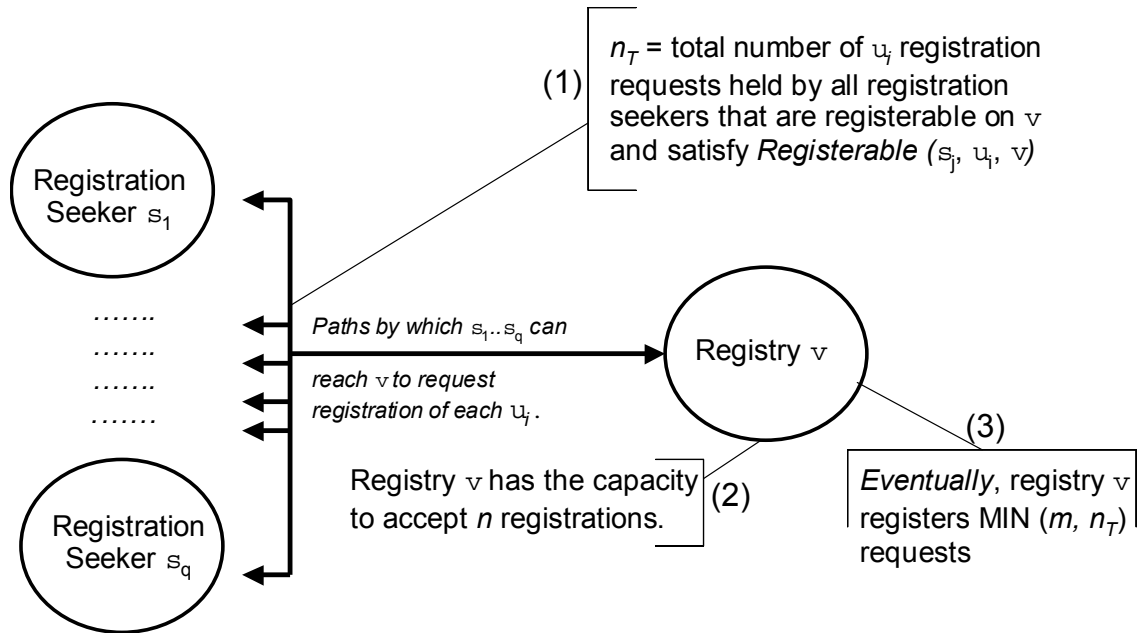 n_T = total number of u_i registration
requests held by all registration
seekers that are registerable on v
and satisfy Registerable (s_j, u_i, v)
(1)
Registration
Seeker s_1
.......
.......
.......
.......
Paths by which s_1..s_q can
reach v to request
registration of each u_i.
Registry v
(3)
Registry v has the capacity
to accept n registrations.
(2)
Eventually, registry v
registers MIN (m, n_T)
requests
Registration
Seeker s_q